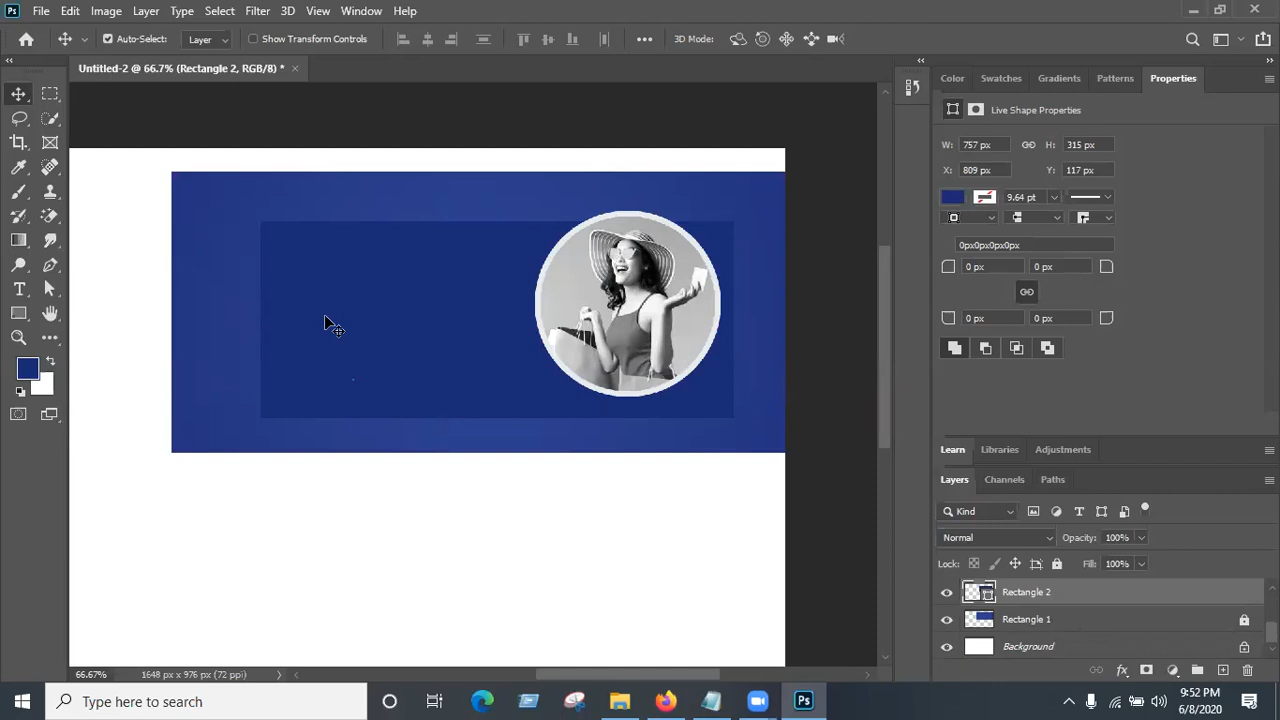 Ps File Edit Image Layer Type Select Filter 3D View Window Help
Auto-Select: Layer Show Transform Controls 3D Mode:
Untitled-2 @ 66.7% (Rectangle 2, RGB/8) *
Color Swatches Gradients Patterns Properties
Live Shape Properties
W: 757 px H: 315 px
X: 809 px Y: 117 px
9.64 pt
0px0px0px0px
0 px 0 px
0 px 0 px
Learn Libraries Adjustments
Layers Channels Paths
Kind
Normal Opacity: 100%
Lock: Fill: 100%
Rectangle 2
Rectangle 1
Background
66.67% 1648 px x 976 px (72 ppi)
Type here to search
Ps
9:52 PM
6/8/2020